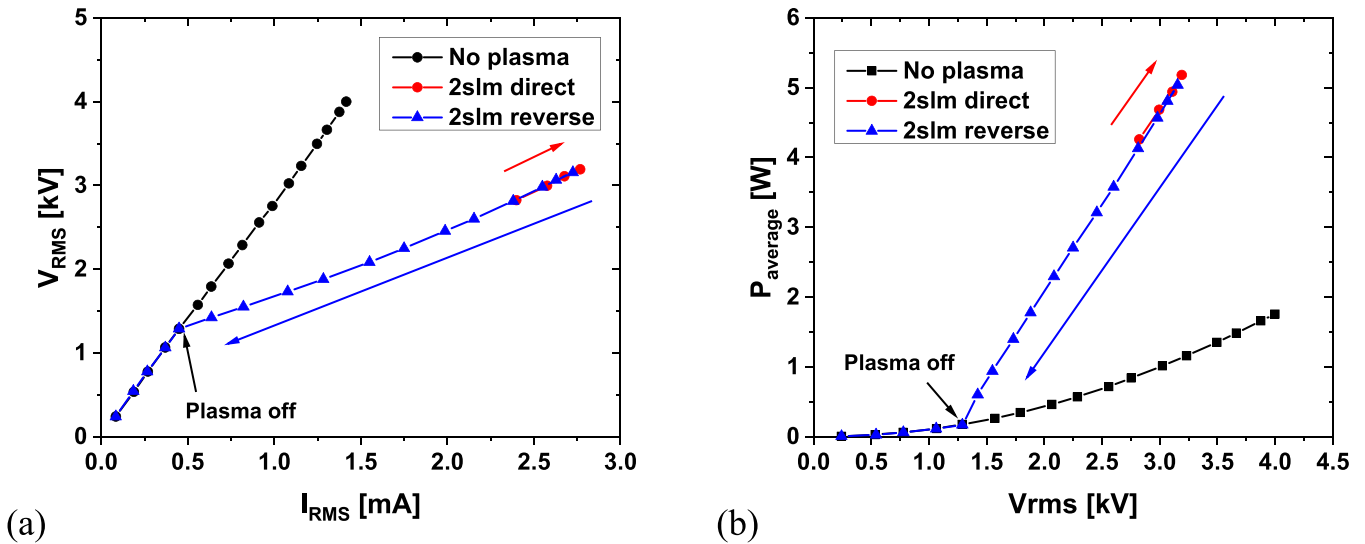 5
4
3
2
1
0
V_RMS [kV]
No plasma
2slm direct
2slm reverse
Plasma off
0.0 0.5 1.0 1.5 2.0 2.5 3.0
I_RMS [mA]
(a)
6
5
4
3
2
1
0
P_average [W]
No plasma
2slm direct
2slm reverse
Plasma off
0.0 0.5 1.0 1.5 2.0 2.5 3.0 3.5 4.0 4.5
Vrms [kV]
(b)